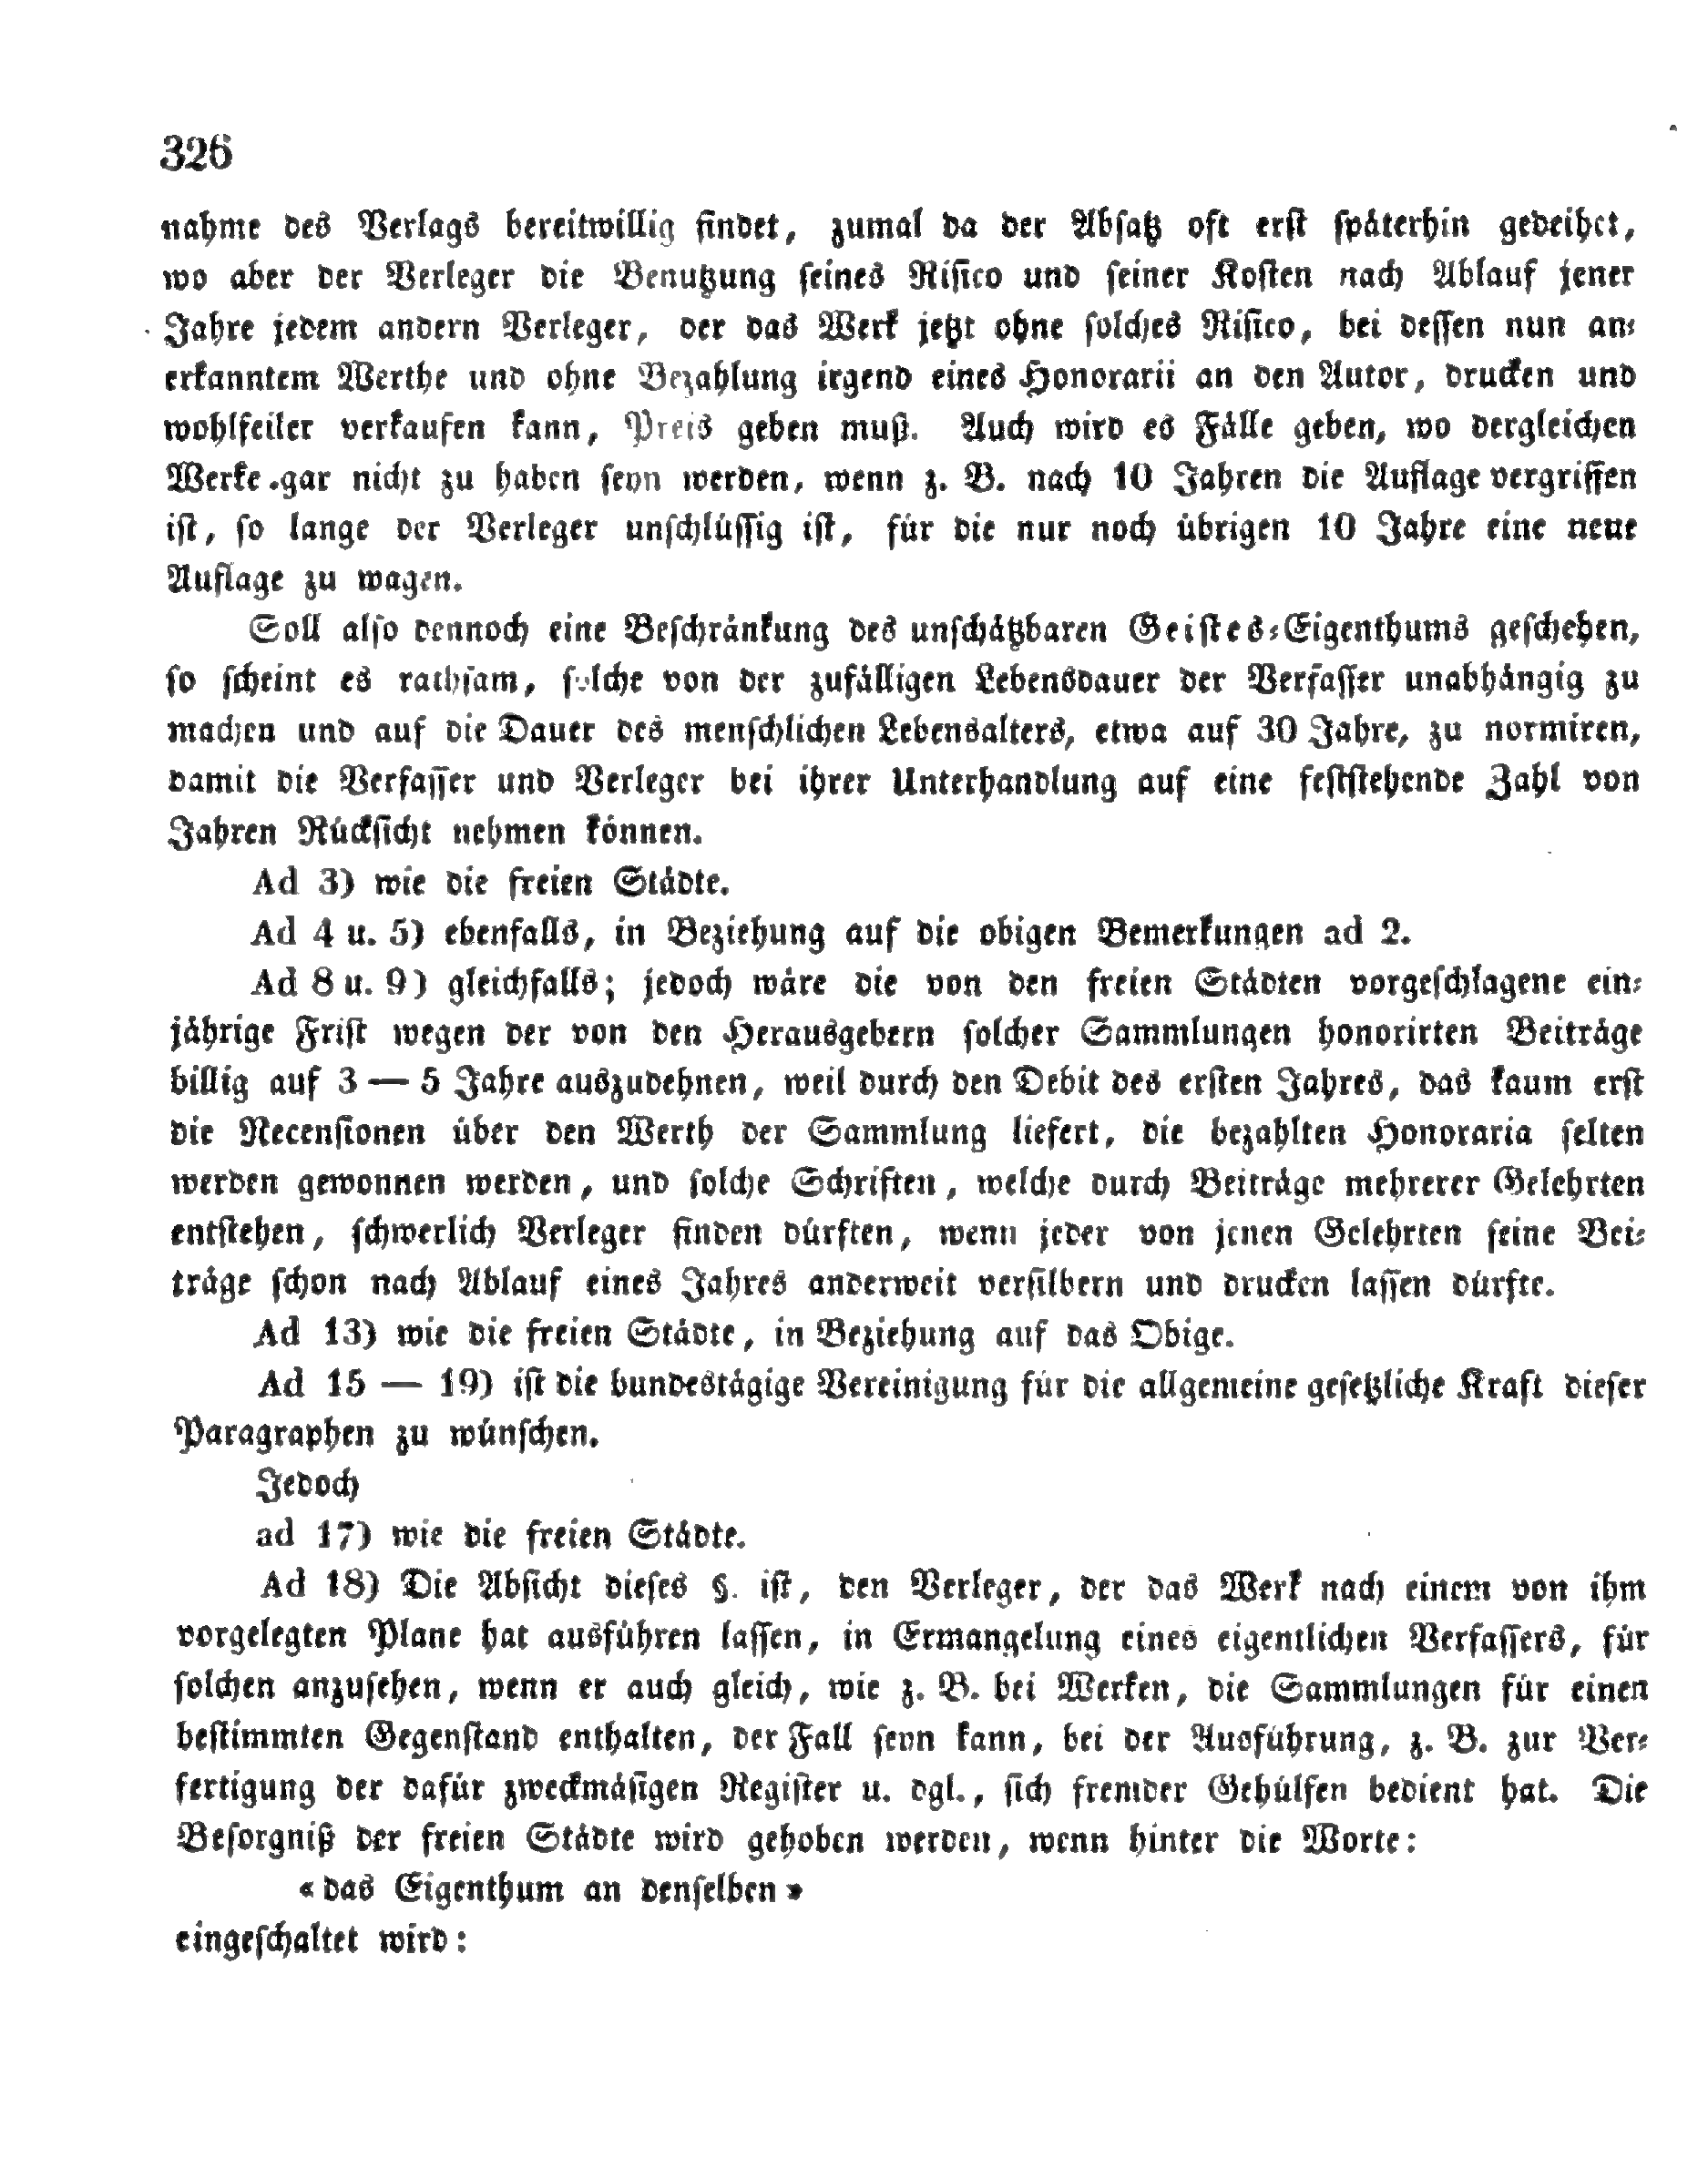 326
nahme des Verlags bereitwillig findet, zumal da der Absatz oft erst späterhin gedeihet,
wo aber der Verleger die Benutzung seines Risico und seiner Kosten nach Ablauf jener
Jahre jedem andern Verleger, der das Werk jetzt ohne solches Risico, bei dessen nun an-
erkanntem Werthe und ohne Bezahlung irgend eines Honorarii an den Autor, drucken und
wohlfeiler verkaufen kann, Preis geben muß. Auch wird es Fälle geben, wo dergleichen
Werke gar nicht zu haben seyn werden, wenn z. B. nach 10 Jahren die Auflage vergriffen
ist, so lange der Verleger unschlüssig ist, für die nur noch übrigen 10 Jahre eine neue
Auflage zu wagen.
Soll also dennoch eine Beschränkung des unschätzbaren Geistes-Eigenthums geschehen,
so scheint es rathsam, solche von der zufälligen Lebensdauer der Verfasser unabhängig zu
machen und auf die Dauer des menschlichen Lebensalters, etwa auf 30 Jahre, zu normiren,
damit die Verfasser und Verleger bei ihrer Unterhandlung auf eine feststehende Zahl von
Jahren Rücksicht nehmen können.
Ad 3) wie die freien Städte.
Ad 4 u. 5) ebenfalls, in Beziehung auf die obigen Bemerkungen ad 2.
Ad 8 u. 9) gleichfalls; jedoch wäre die von den freien Städten vorgeschlagene ein-
jährige Frist wegen der von den Herausgebern solcher Sammlungen honorirten Beiträge
billig auf 3 — 5 Jahre auszudehnen, weil durch den Debit des ersten Jahres, das kaum erst
die Recensionen über den Werth der Sammlung liefert, die bezahlten Honoraria selten
werden gewonnen werden, und solche Schriften, welche durch Beiträge mehrerer Gelehrten
entstehen, schwerlich Verleger finden dürften, wenn jeder von jenen Gelehrten seine Bei-
träge schon nach Ablauf eines Jahres anderweit versilbern und drucken lassen dürfte.
Ad 13) wie die freien Städte, in Beziehung auf das Obige.
Ad 15 — 19) ist die bundestägige Vereinigung für die allgemeine gesetzliche Kraft dieser
Paragraphen zu wünschen.
Jedoch
ad 17) wie die freien Städte.
Ad 18) Die Absicht dieses §. ist, den Verleger, der das Werk nach einem von ihm
vorgelegten Plane hat ausführen lassen, in Ermangelung eines eigentlichen Verfassers, für
solchen anzusehen, wenn er auch gleich, wie z. B. bei Werken, die Sammlungen für einen
bestimmten Gegenstand enthalten, der Fall seyn kann, bei der Ausführung, z. B. zur Ver-
fertigung der dafür zweckmäsigen Register u. dgl., sich fremder Gehülfen bedient hat. Die
Besorgniß der freien Städte wird gehoben werden, wenn hinter die Worte:
«das Eigenthum an denselben»
eingeschaltet wird: